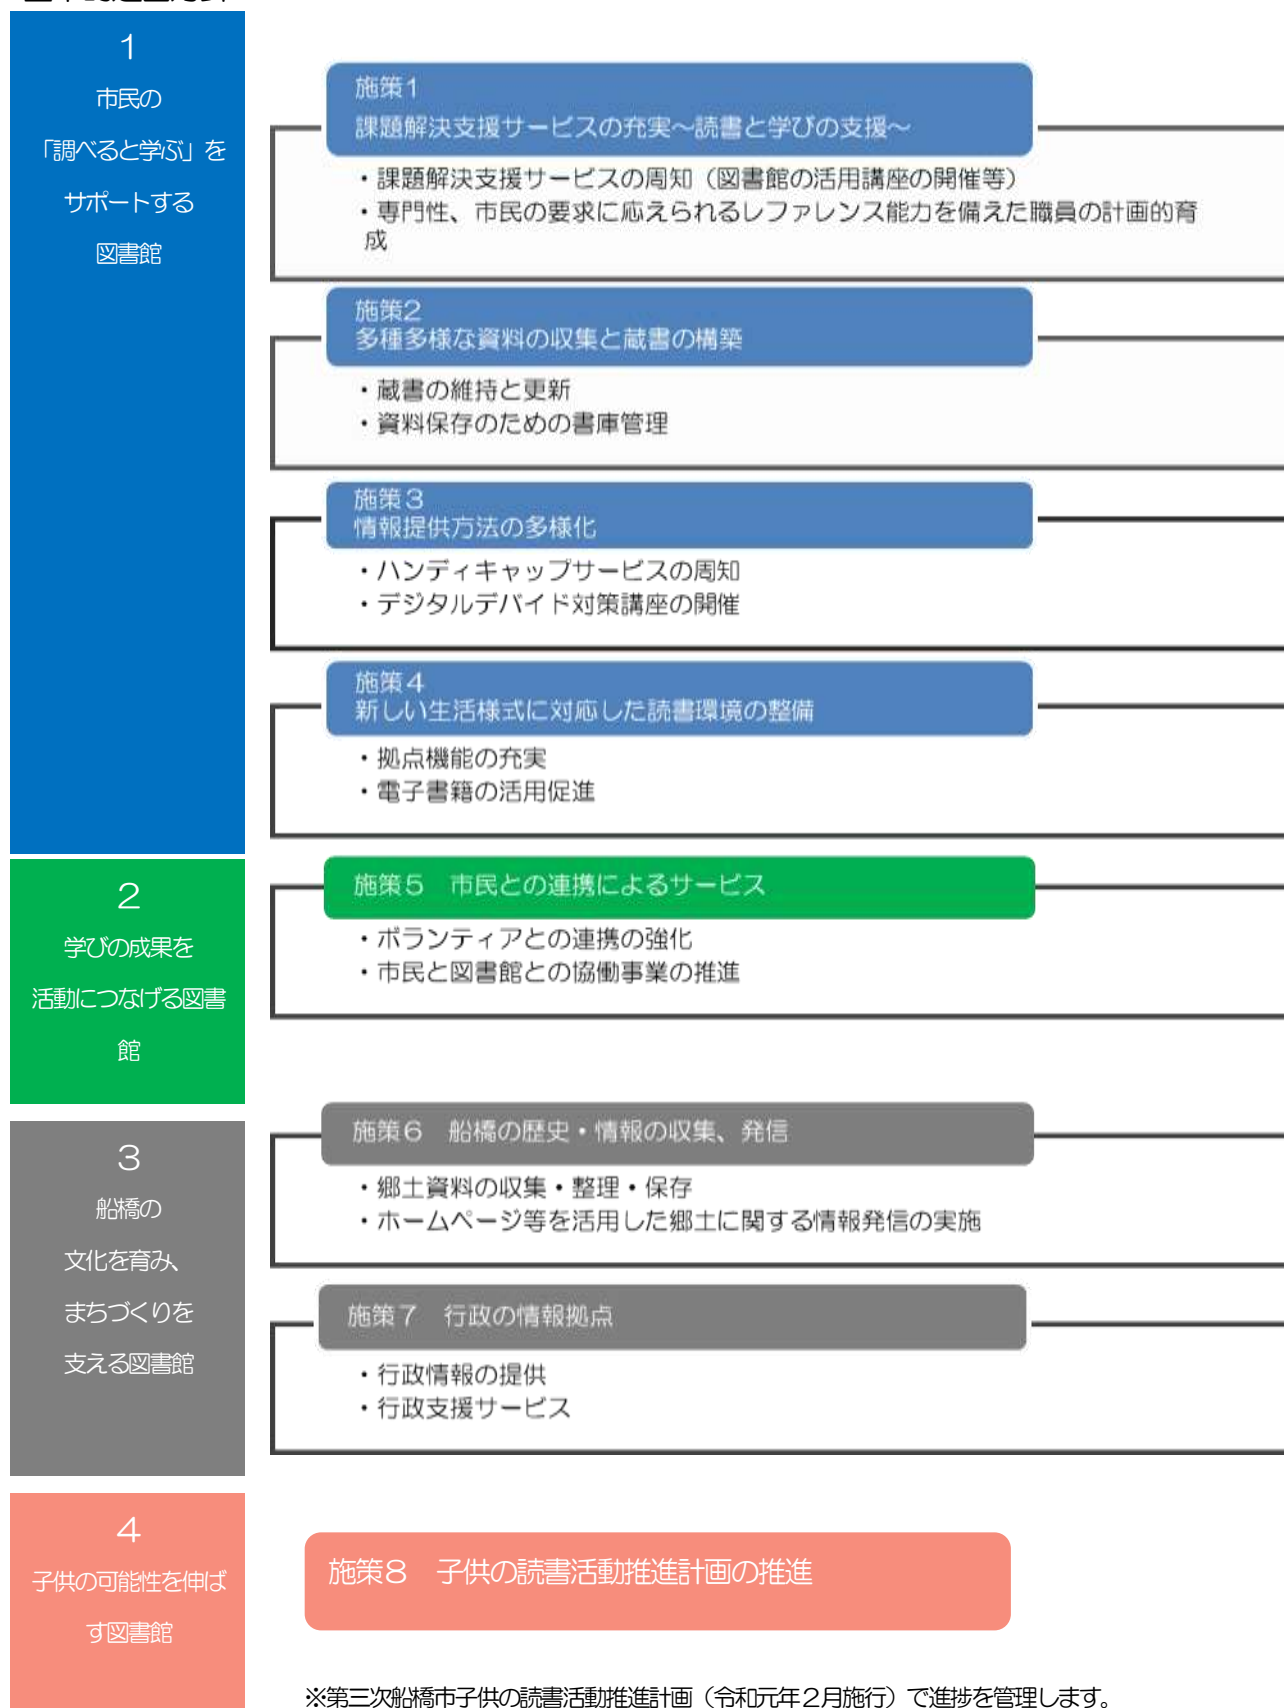 1
市民の
「調べると学ぶ」を
サポートする
図書館
施策1
課題解決支援サービスの充実～読書と学びの支援～
・課題解決支援サービスの周知（図書館の活用講座の開催等）
・専門性、市民の要求に応えられるレファレンス能力を備えた職員の計画的育
成
施策2
多種多様な資料の収集と蔵書の構築
・蔵書の維持と更新
・資料保存のための書庫管理
施策３
情報提供方法の多様化
・ハンディキャップサービスの周知
・デジタルデバイド対策講座の開催
施策４
新しい生活様式に対応した読書環境の整備
・拠点機能の充実
・電子書籍の活用促進
2
学びの成果を
活動につなげる図書
館
施策５　市民との連携によるサービス
・ボランティアとの連携の強化
・市民と図書館との協働事業の推進
3
船橋の
文化を育み、
まちづくりを
支える図書館
施策６　船橋の歴史・情報の収集、発信
・郷土資料の収集・整理・保存
・ホームページ等を活用した郷土に関する情報発信の実施
施策７　行政の情報拠点
・行政情報の提供
・行政支援サービス
4
子供の可能性を伸ば
す図書館
施策８　子供の読書活動推進計画の推進
※第三次船橋市子供の読書活動推進計画（令和元年２月施行）で進捗を管理します。